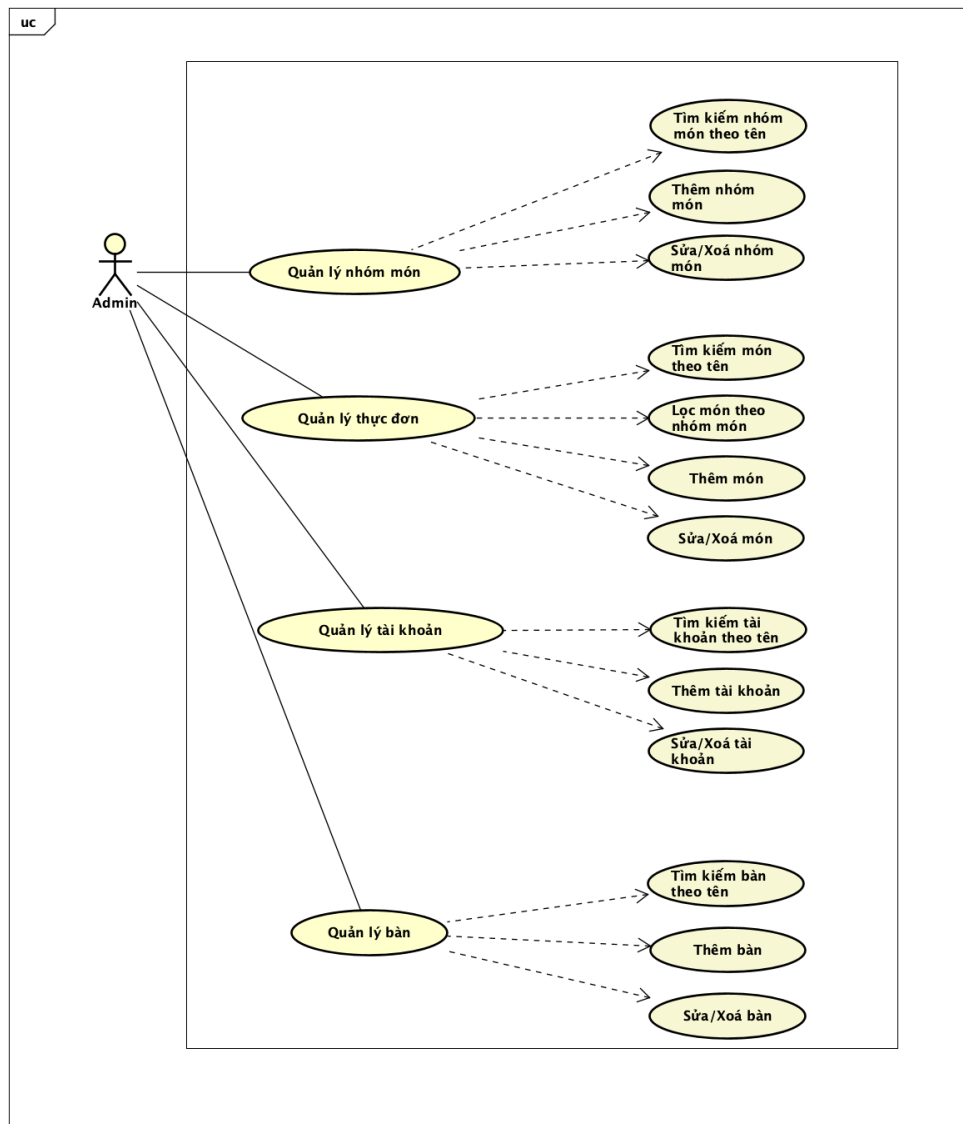 uc
Tìm kiếm nhóm
món theo tên
Thêm nhóm
món
Sửa/Xoá nhóm
món
Quản lý nhóm món
Admin
Tìm kiếm món
theo tên
Lọc món theo
nhóm món
Quản lý thực đơn
Thêm món
Sửa/Xoá món
Tìm kiếm tài
khoản theo tên
Quản lý tài khoản
Thêm tài khoản
Sửa/Xoá tài
khoản
Tìm kiếm bàn
theo tên
Quản lý bàn
Thêm bàn
Sửa/Xoá bàn